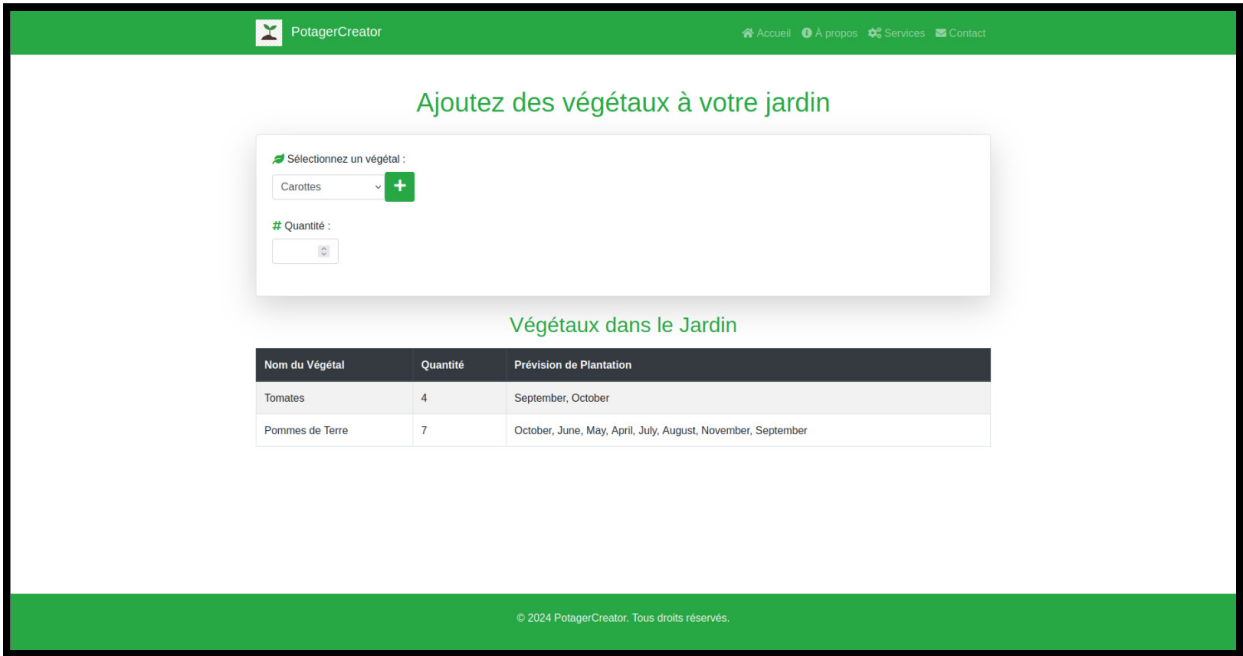 PotagerCreator
Accueil À propos Services Contact
Ajoutez des végétaux à votre jardin
Sélectionnez un végétal :
Carottes +
# Quantité :
Végétaux dans le Jardin
Nom du Végétal Quantité Prévision de Plantation
Tomates 4 September, October
Pommes de Terre 7 October, June, May, April, July, August, November, September
© 2024 PotagerCreator. Tous droits réservés.